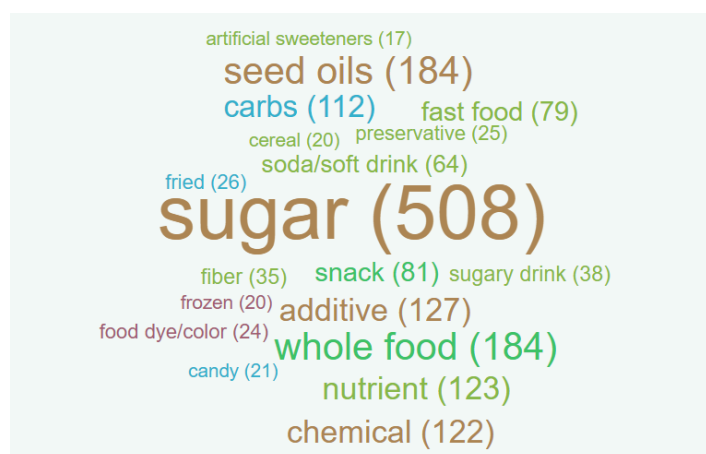 artificial sweeteners (17)
seed oils (184)
carbs (112) fast food (79)
cereal (20) preservative (25)
soda/soft drink (64)
fried (26)
sugar (508)
fiber (35) snack (81) sugary drink (38)
frozen (20) additive (127)
food dye/color (24)
whole food (184)
candy (21)
nutrient (123)
chemical (122)